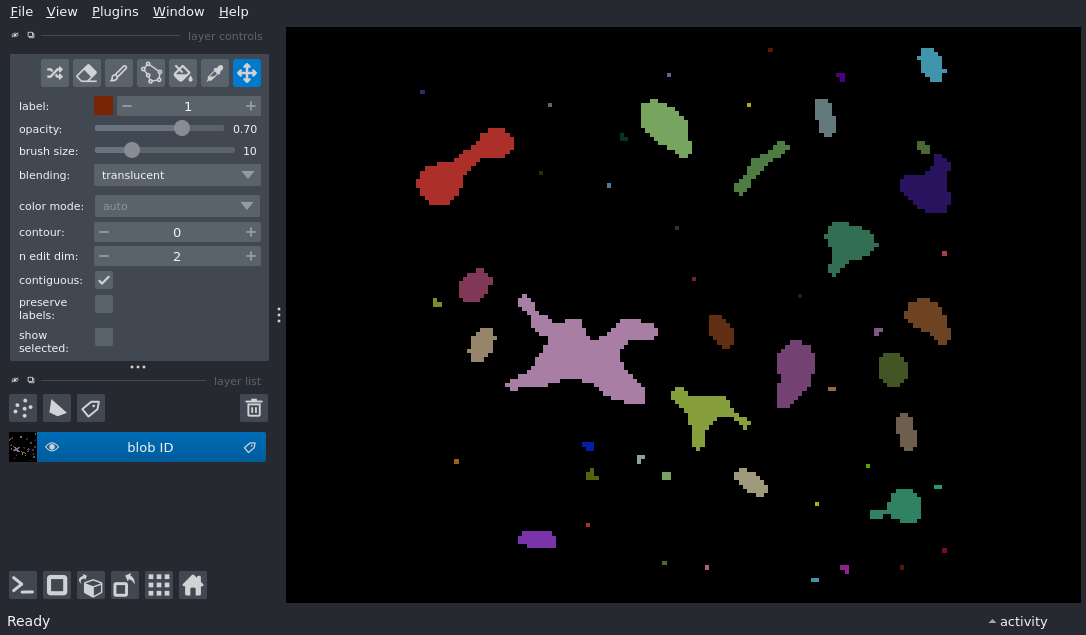 File View Plugins Window Help
layer controls
label: 1
opacity: 0.70
brush size: 10
blending: translucent
color mode: auto
contour: 0
n edit dim: 2
contiguous:
preserve
labels:
show
selected:
layer list
blob ID
Ready
activity